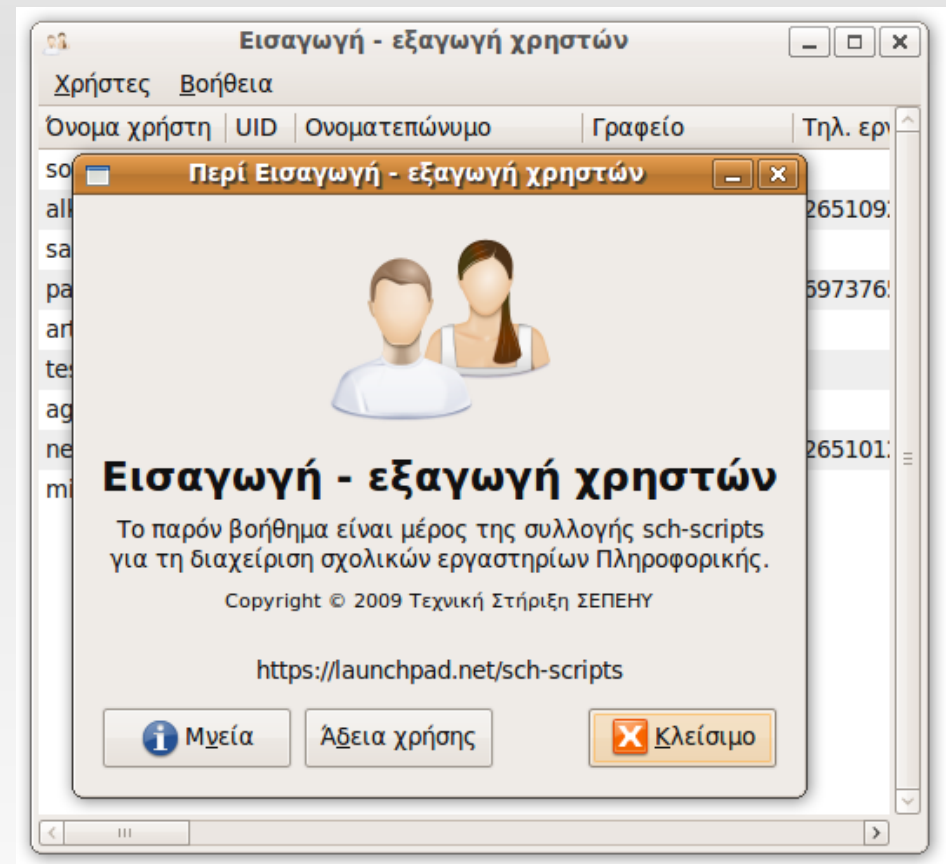 Εισαγωγή - εξαγωγή χρηστών
Χρήστες Βοήθεια
Όνομα χρήστη UID Ονοματεπώνυμο Γραφείο Τηλ. εργ
Περί Εισαγωγή - εξαγωγή χρηστών
Εισαγωγή - εξαγωγή χρηστών
Το παρόν βοήθημα είναι μέρος της συλλογής sch-scripts
για τη διαχείριση σχολικών εργαστηρίων Πληροφορικής.
Copyright © 2009 Τεχνική Στήριξη ΣΕΠΕΗΥ
https://launchpad.net/sch-scripts
Μνεία Άδεια χρήσης Κλείσιμο